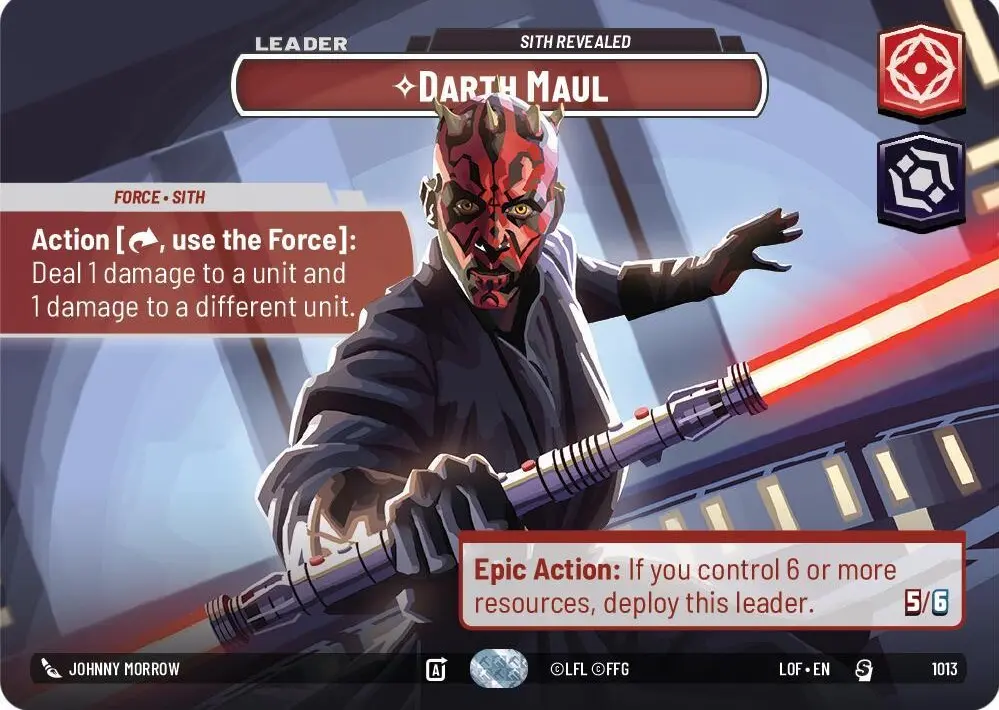 LEADER
SITH REVEALED
DARTH MAUL
FORCE • SITH
Action [, use the Force]:
Deal 1 damage to a unit and
1 damage to a different unit.
Epic Action: If you control 6 or more
resources, deploy this leader.
5/6
JOHNNY MORROW
A
©LFL ©FFG
LOF • EN
1013